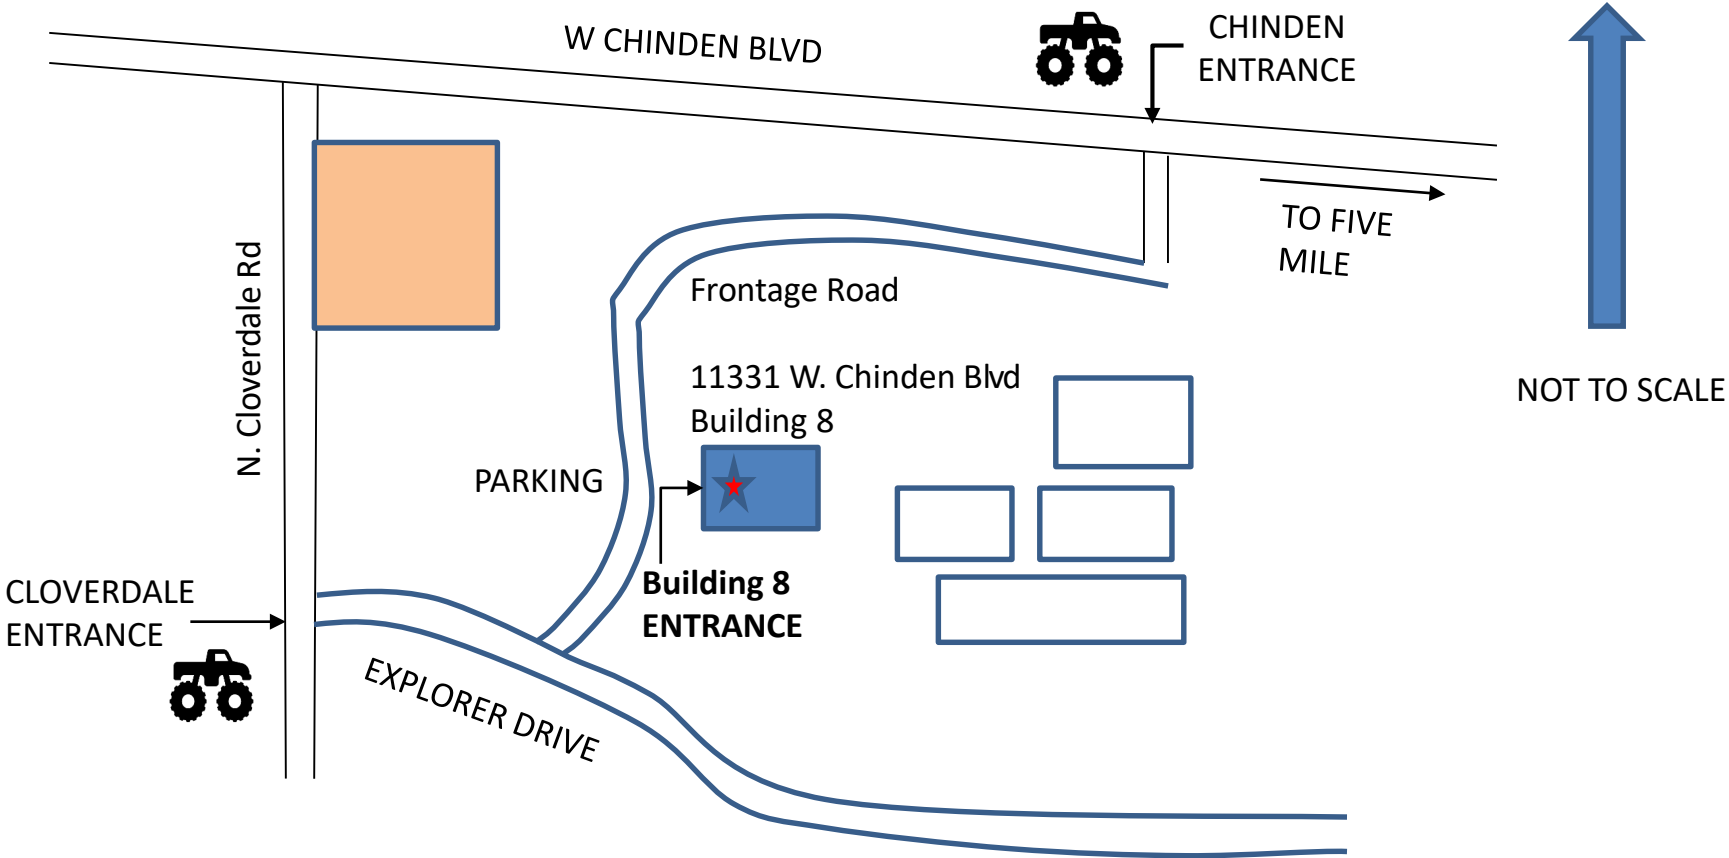 W CHINDEN BLVD
CHINDEN
ENTRANCE
TO FIVE
MILE
N. Cloverdale Rd
Frontage Road
11331 W. Chinden Blvd
Building 8
NOT TO SCALE
PARKING
Building 8
ENTRANCE
CLOVERDALE
ENTRANCE
EXPLORER DRIVE